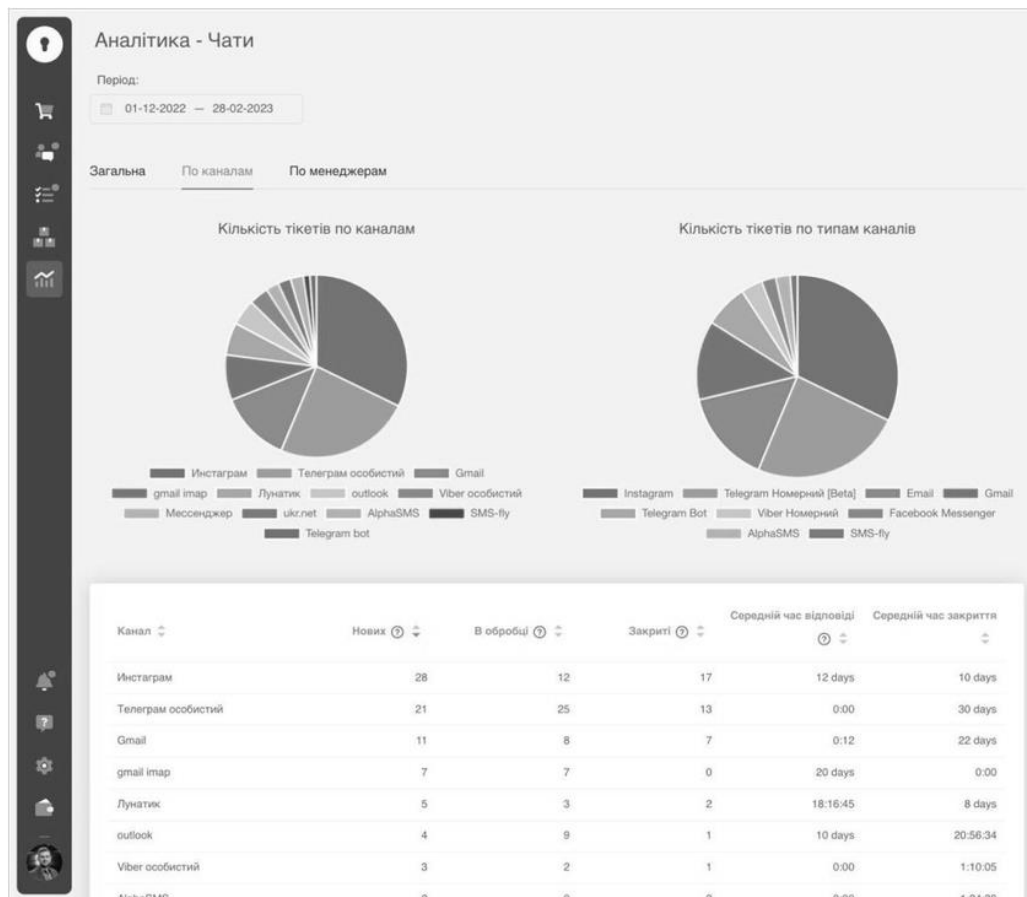 Аналітика - Чати
Період:
01-12-2022 — 28-02-2023
Загальна По каналам По менеджерам
Кількість тікетів по каналам
Инстаграм Телеграм особистий Gmail
gmail imap Лунатик outlook Viber особистий
Мессенджер ukr.net AlphaSMS SMS-fly
Telegram bot
Кількість тікетів по типам каналів
Instagram Telegram Номерний [Beta] Email Gmail
Telegram Bot Viber Номерний Facebook Messenger
AlphaSMS SMS-fly
Канал Нових ? В обробці ? Закриті ? Середній час відповіді ? Середній час закриття
Инстаграм 28 12 17 12 days 10 days
Телеграм особистий 21 25 13 0:00 30 days
Gmail 11 8 7 0:12 22 days
gmail imap 7 7 0 20 days 0:00
Лунатик 5 3 2 18:16:45 8 days
outlook 4 9 1 10 days 20:56:34
Viber особистий 3 2 1 0:00 1:10:05
AlphaSMS